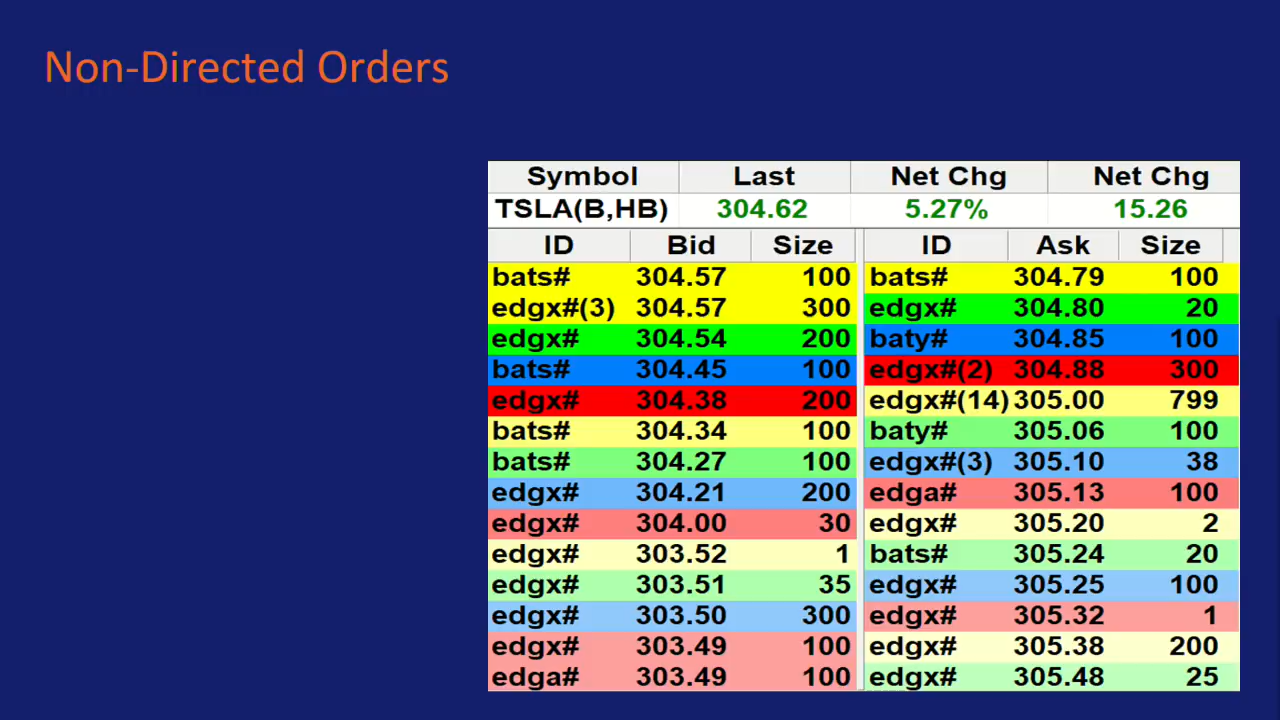 Non-Directed Orders
Symbol Last Net Chg Net Chg
TSLA(B,HB) 304.62 5.27% 15.26
ID Bid Size ID Ask Size
bats# 304.57 100 bats# 304.79 100
edgx#(3) 304.57 300 edgx# 304.80 20
edgx# 304.54 200 baty# 304.85 100
bats# 304.45 100 edgx#(2) 304.88 300
edgx# 304.38 200 edgx#(14) 305.00 799
bats# 304.34 100 baty# 305.06 100
bats# 304.27 100 edgx#(3) 305.10 38
edgx# 304.21 200 edga# 305.13 100
edgx# 304.00 30 edgx# 305.20 2
edgx# 303.52 1 bats# 305.24 20
edgx# 303.51 35 edgx# 305.25 100
edgx# 303.50 300 edgx# 305.32 1
edgx# 303.49 100 edgx# 305.38 200
edga# 303.49 100 edgx# 305.48 25